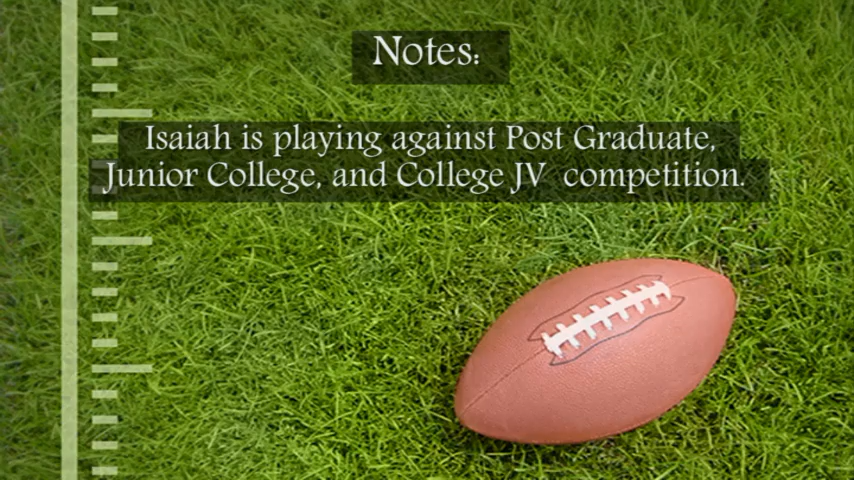 Notes:
Isaiah is playing against Post Graduate,
Junior College, and College JV  competition.